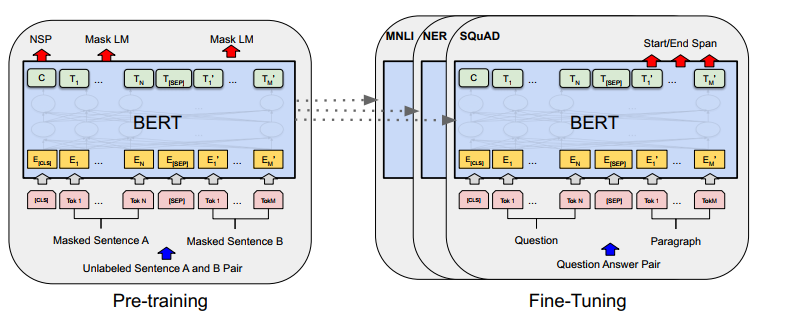 NSP Mask LM Mask LM
C T1 ... TN T[SEP] T1' ... TM'
BERT
E[CLS] E1 ... EN E[SEP] E1' ... EM'
[CLS] Tok 1 ... Tok N [SEP] Tok 1 ... TokM
Masked Sentence A Masked Sentence B
Unlabeled Sentence A and B Pair
Pre-training
MNLI NER SQuAD
Start/End Span
C T1 ... TN T[SEP] T1' ... TM'
BERT
E[CLS] E1 ... EN E[SEP] E1' ... EM'
[CLS] Tok 1 ... Tok N [SEP] Tok 1 ... TokM
Question Paragraph
Question Answer Pair
Fine-Tuning